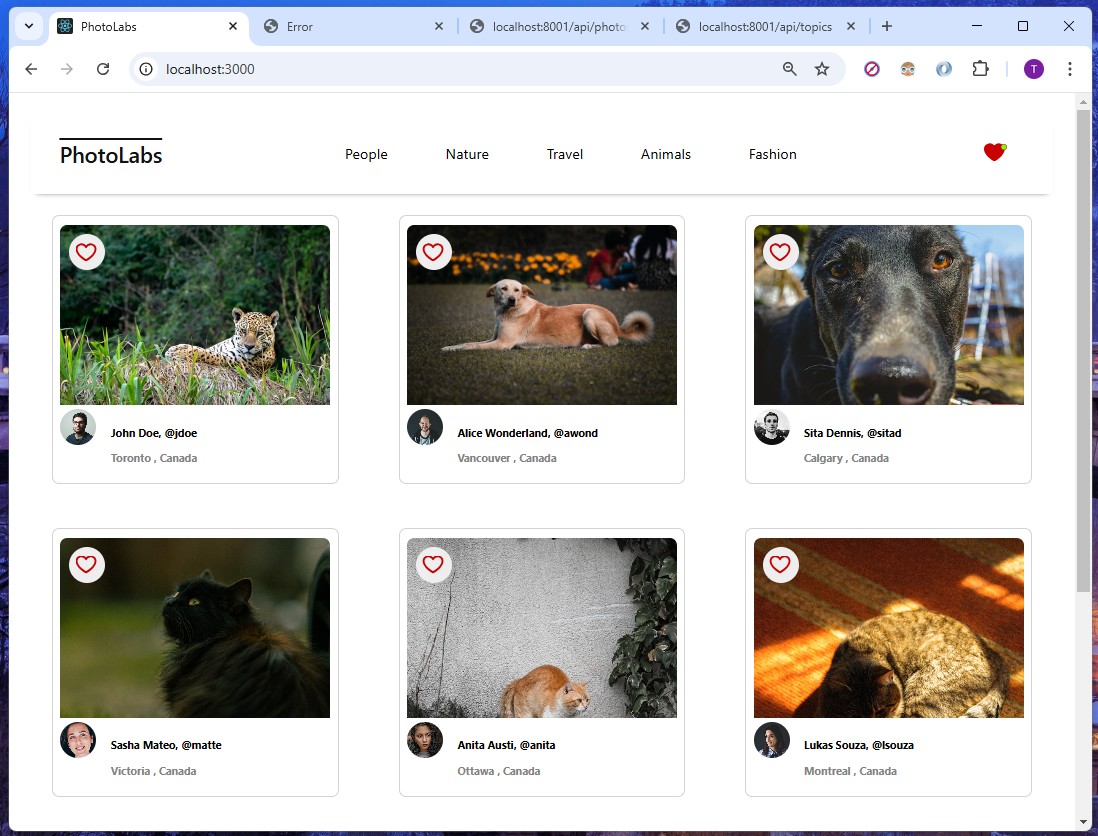 PhotoLabs
Error
localhost:8001/api/photo
localhost:8001/api/topics
localhost:3000
T
PhotoLabs
People
Nature
Travel
Animals
Fashion
John Doe, @jdoe
Toronto , Canada
Alice Wonderland, @awond
Vancouver , Canada
Sita Dennis, @sitad
Calgary , Canada
Sasha Mateo, @matte
Victoria , Canada
Anita Austi, @anita
Ottawa , Canada
Lukas Souza, @lsouza
Montreal , Canada